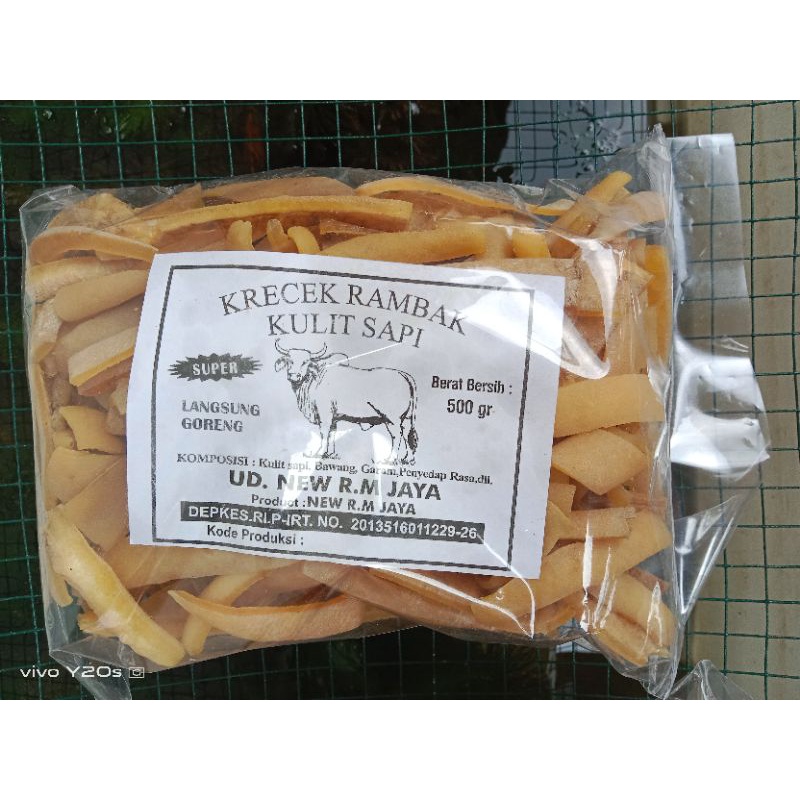 KRECEK RAMBAK
KULIT SAPI
SUPER
LANGSUNG
GORENG
Berat Bersih :
500 gr
KOMPOSISI : Kulit sapi, Bawang, Garam,Penyedap Rasa,dll.
UD. NEW R.M JAYA
Product :NEW R.M JAYA
DEPKES.RI.P-IRT. NO. 2013516011229-26
Kode Produksi :
vivo Y20s